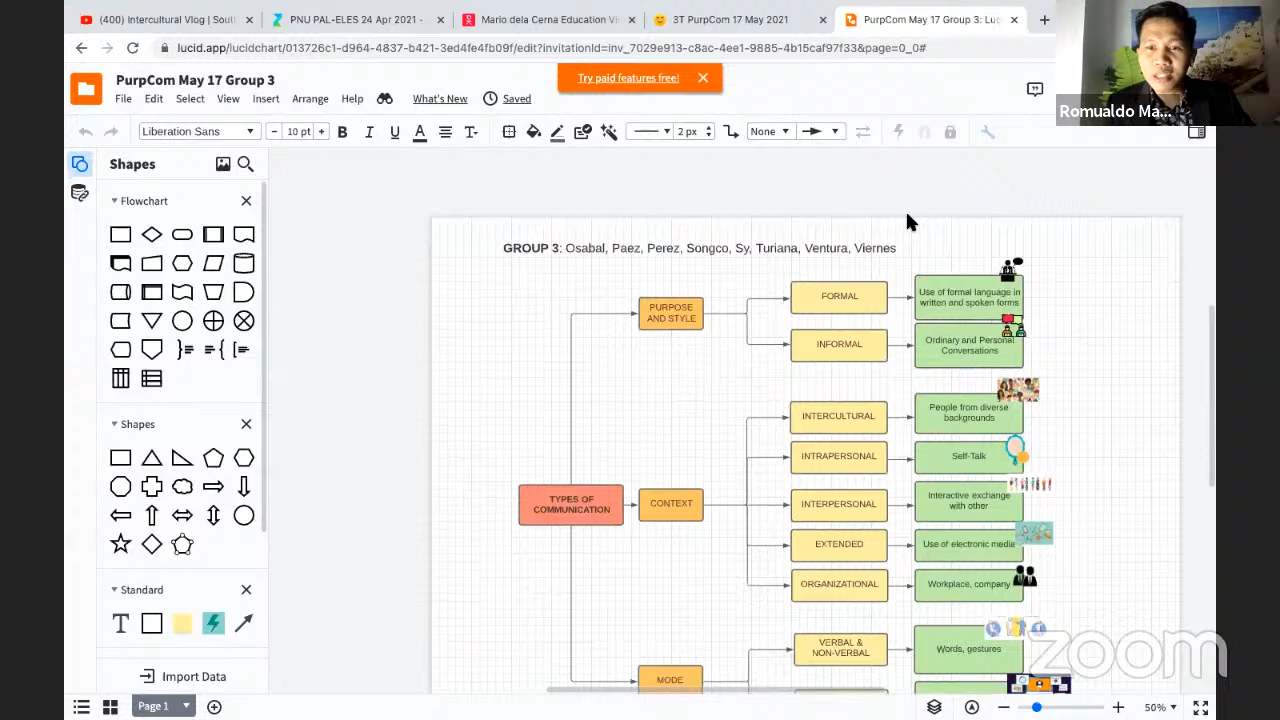 (400) Intercultural Vlog | Sout
PNU PAL-ELES 24 Apr 2021 -
Mario dela Cerna Education Vi
3T PurpCom 17 May 2021
PurpCom May 17 Group 3: Luc
lucid.app/lucidchart/013726c1-d964-4837-b421-3ed4fe4fb09f/edit?invitationId=inv_7029e913-c8ac-4ee1-9885-4b15caf97f33&page=0_0#
PurpCom May 17 Group 3
Try paid features free!
File Edit Select View Insert Arrange Help What's New Saved
Romualdo Ma...
Liberation Sans 10 pt B I U A T 2 px None
Shapes
Flowchart
Shapes
Standard
T
Import Data
GROUP 3: Osabal, Paez, Perez, Songco, Sy, Turiana, Ventura, Viernes
TYPES OF
COMMUNICATION
PURPOSE
AND STYLE
FORMAL
Use of formal language in
written and spoken forms
INFORMAL
Ordinary and Personal
Conversations
CONTEXT
INTERCULTURAL
People from diverse
backgrounds
INTRAPERSONAL
Self-Talk
INTERPERSONAL
Interactive exchange
with other
EXTENDED
Use of electronic media
ORGANIZATIONAL
Workplace, company
MODE
VERBAL &
NON-VERBAL
Words, gestures
zoom
Page 1
50%